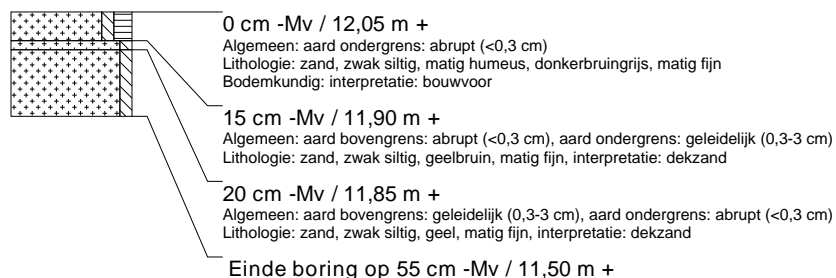 0 cm -Mv / 12,05 m +
Algemeen: aard ondergrens: abrupt (<0,3 cm)
Lithologie: zand, zwak siltig, matig humeus, donkerbruingrijs, matig fijn
Bodemkundig: interpretatie: bouwvoor
15 cm -Mv / 11,90 m +
Algemeen: aard bovengrens: abrupt (<0,3 cm), aard ondergrens: geleidelijk (0,3-3 cm)
Lithologie: zand, zwak siltig, geelbruin, matig fijn, interpretatie: dekzand
20 cm -Mv / 11,85 m +
Algemeen: aard bovengrens: geleidelijk (0,3-3 cm), aard ondergrens: abrupt (<0,3 cm)
Lithologie: zand, zwak siltig, geel, matig fijn, interpretatie: dekzand
Einde boring op 55 cm -Mv / 11,50 m +